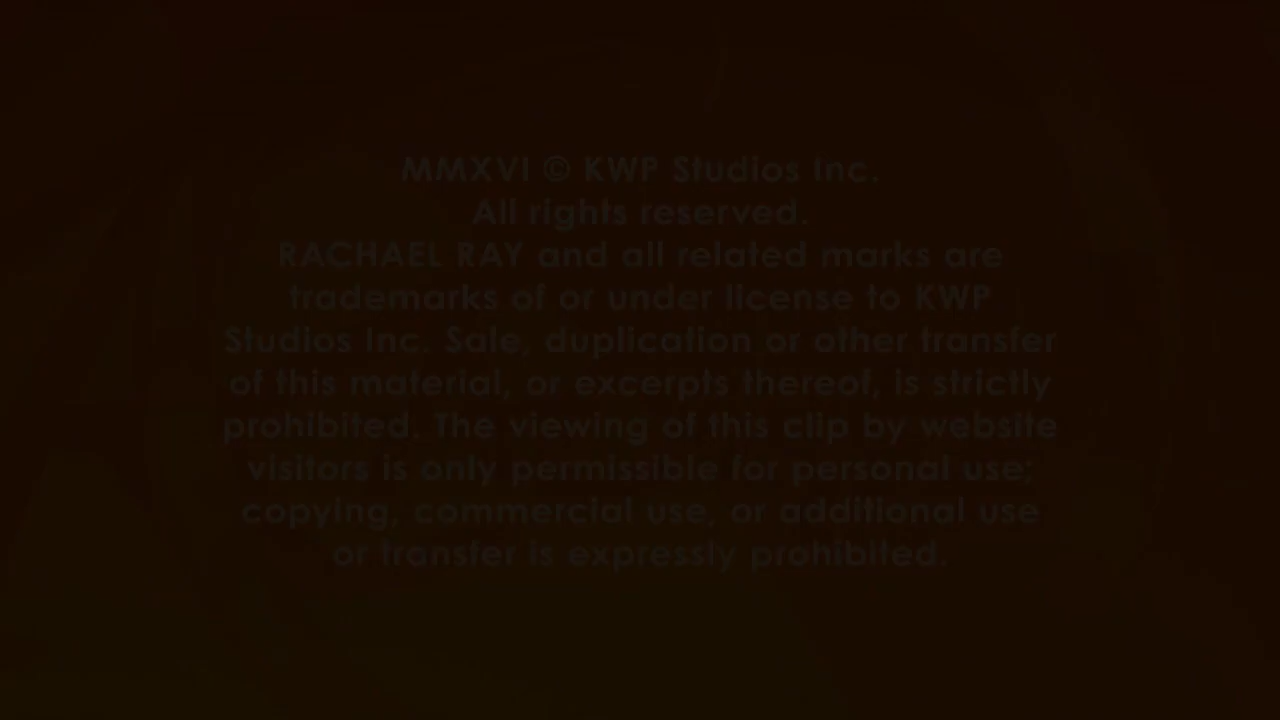 MMXVI © KWP Studios Inc.
All rights reserved.
RACHAEL RAY and all related marks are
trademarks of or under license to KWP
Studios Inc. Sale, duplication or other transfer
of this material, or excerpts thereof, is strictly
prohibited. The viewing of this clip by website
visitors is only permissible for personal use;
copying, commercial use, or additional use
or transfer is expressly prohibited.